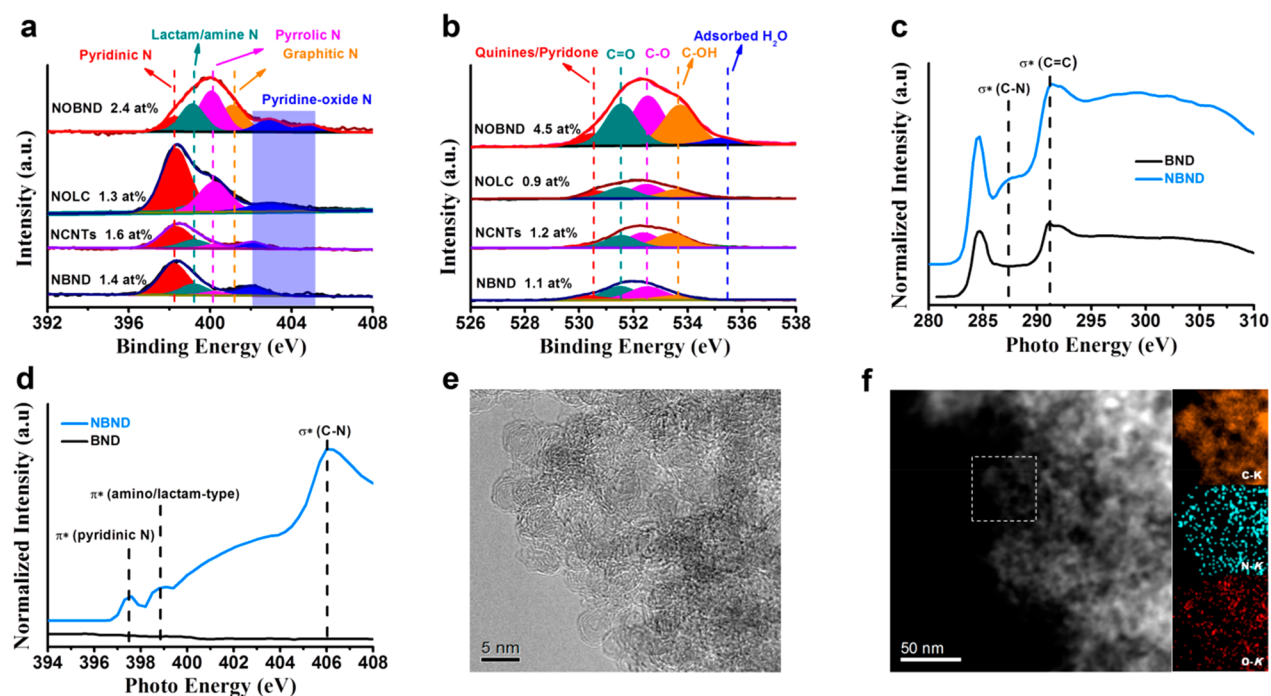 a
Lactam/amine N
Pyridinic N
Pyrrolic N
Graphitic N
Pyridine-oxide N
NOBND 2.4 at%
NOLC 1.3 at%
NCNTs 1.6 at%
NBND 1.4 at%
Intensity (a.u.)
392 396 400 404 408
Binding Energy (eV)
b
Adsorbed H2O
Quinines/Pyridone C=O C-O C-OH
NOBND 4.5 at%
NOLC 0.9 at%
NCNTs 1.2 at%
NBND 1.1 at%
Intensity (a.u.)
526 528 530 532 534 536 538
Binding Energy (eV)
c
σ* (C=C)
σ* (C-N)
BND
NBND
Normalized Intensity (a.u)
280 285 290 295 300 305 310
Photo Energy (eV)
d
NBND
BND
σ* (C-N)
π* (amino/lactam-type)
π* (pyridinic N)
Normalized Intensity (a.u)
394 396 398 400 402 404 406 408
Photo Energy (eV)
e
5 nm
f
C-K
N-K
O-K
50 nm